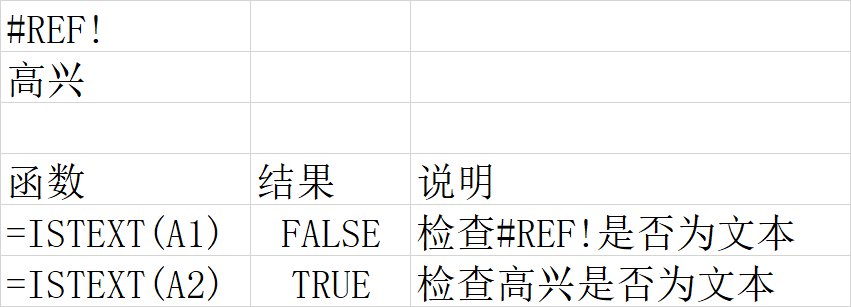 #REF!
高兴
函数 结果 说明
=ISTEXT(A1) FALSE 检查#REF!是否为文本
=ISTEXT(A2) TRUE 检查高兴是否为文本